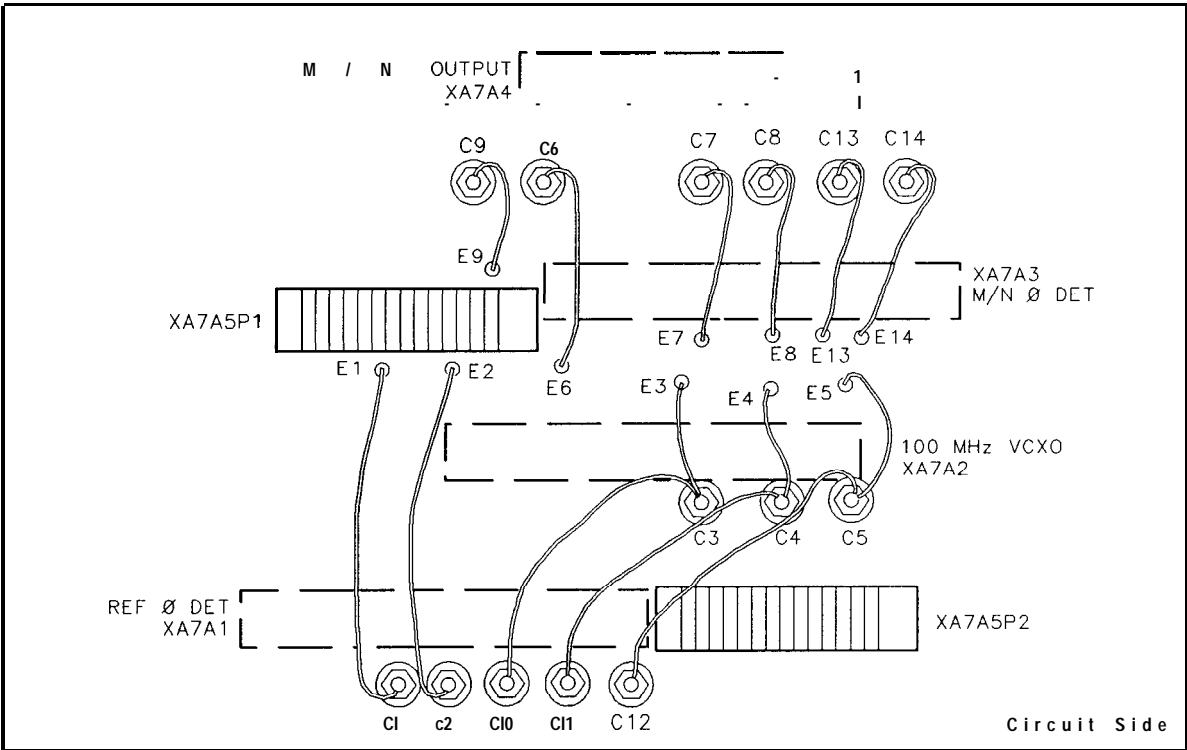 M / N OUTPUT
XA7A4
1
C9 C6 C7 C8 C13 C14
E9
XA7A3
M/N Ø DET
XA7A5P1
E7 E8 E13 E14
E1 E2 E6 E3 E4 E5
100 MHz VCXO
XA7A2
C3 C4 C5
REF Ø DET
XA7A1
XA7A5P2
Cl c2 Cl0 Cl1 C12
Circuit Side